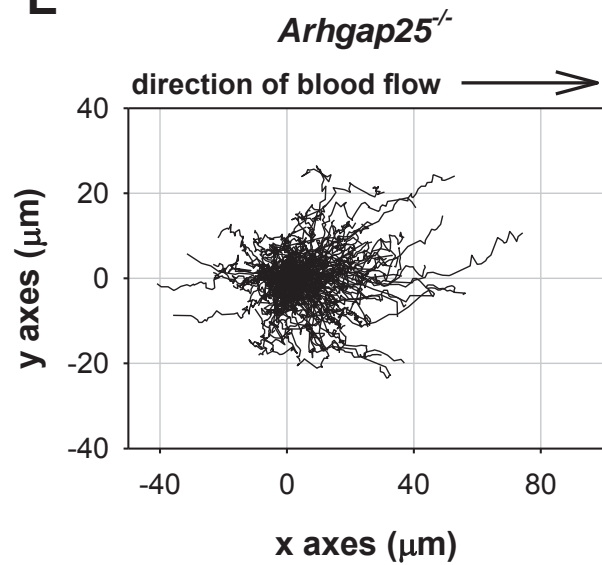 E
Arhgap25-/-
direction of blood flow
40
20
0
-20
-40
y axes (μm)
-40 0 40 80
x axes (μm)